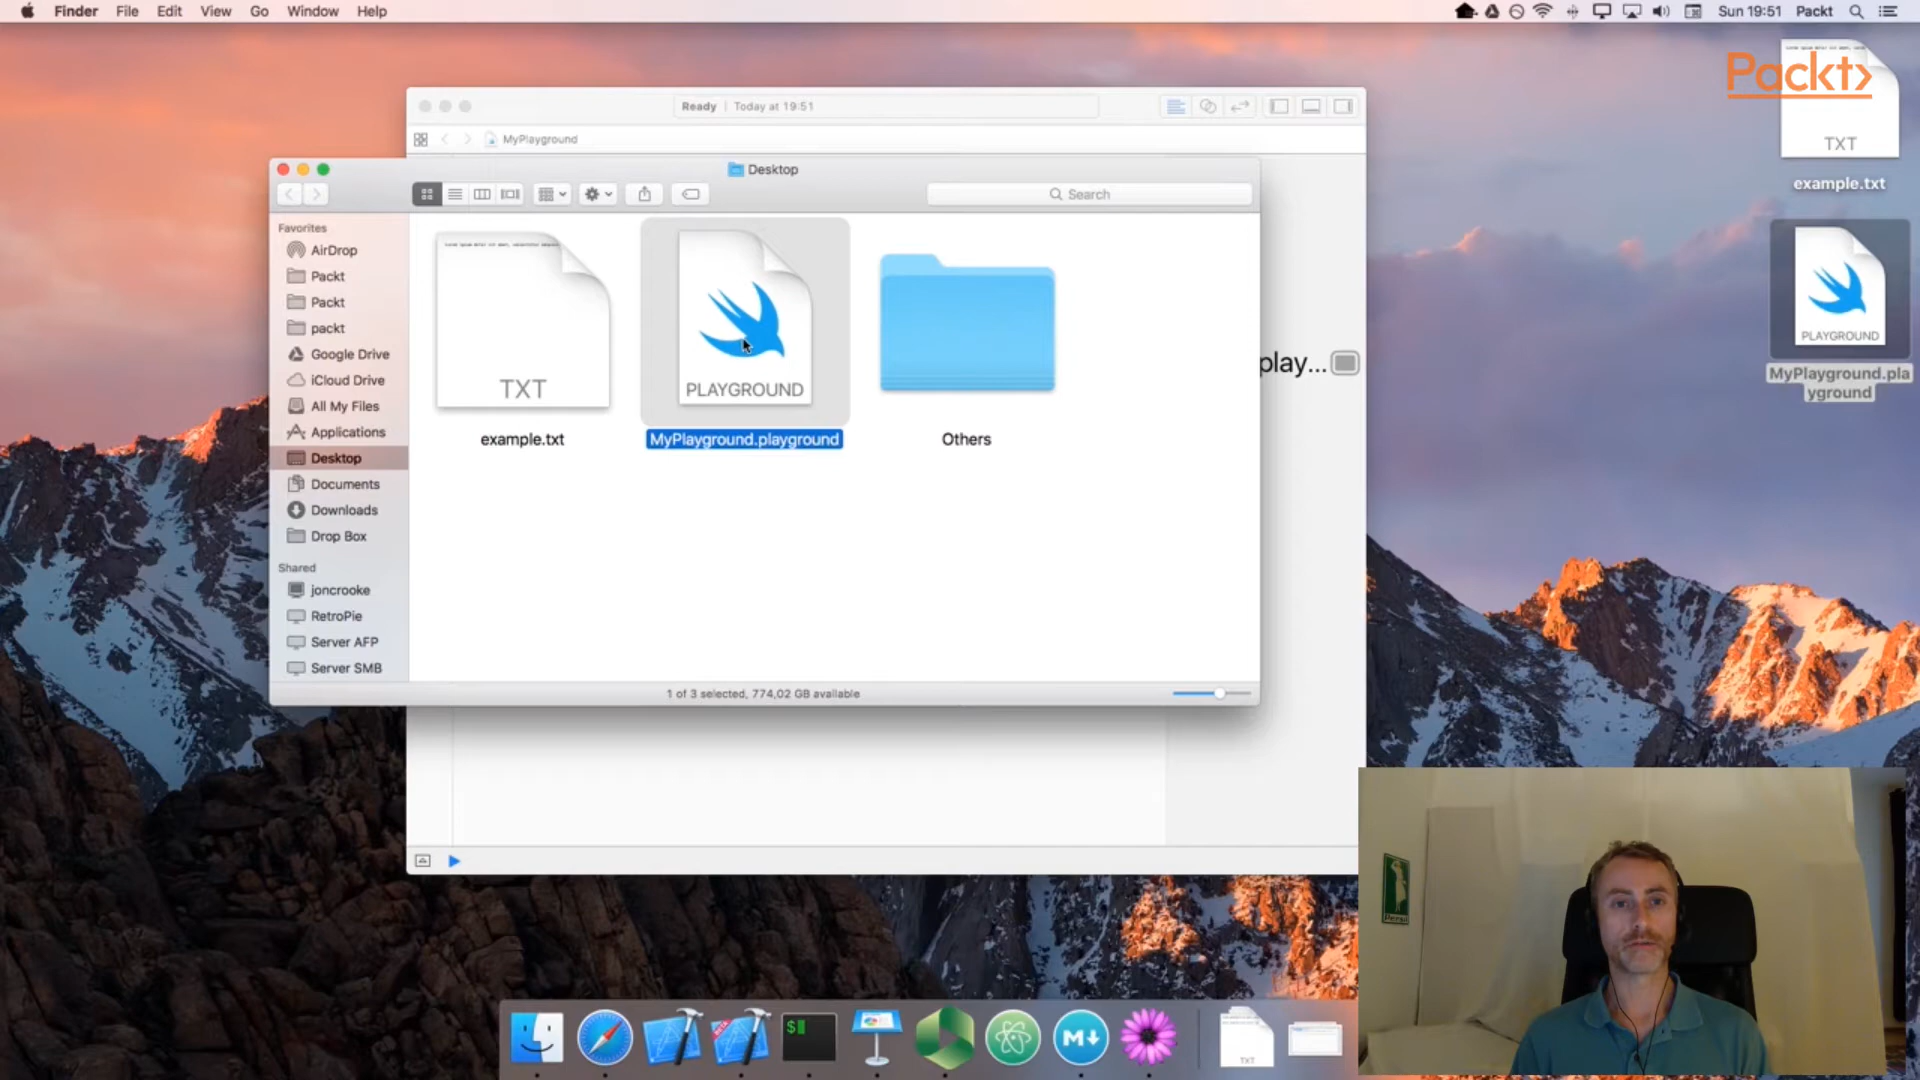 Finder File Edit View Go Window Help
Sun 19:51 Packt
Packt>
TXT
example.txt
PLAYGROUND
MyPlayground.pla
yground
Ready | Today at 19:51
MyPlayground
play...
Desktop
Search
Favorites
AirDrop
Packt
Packt
packt
Google Drive
iCloud Drive
All My Files
Applications
Desktop
Documents
Downloads
Drop Box
Shared
joncrooke
RetroPie
Server AFP
Server SMB
TXT
example.txt
PLAYGROUND
MyPlayground.playground
Others
1 of 3 selected, 774,02 GB available
Persil
$
BETA
M
TXT